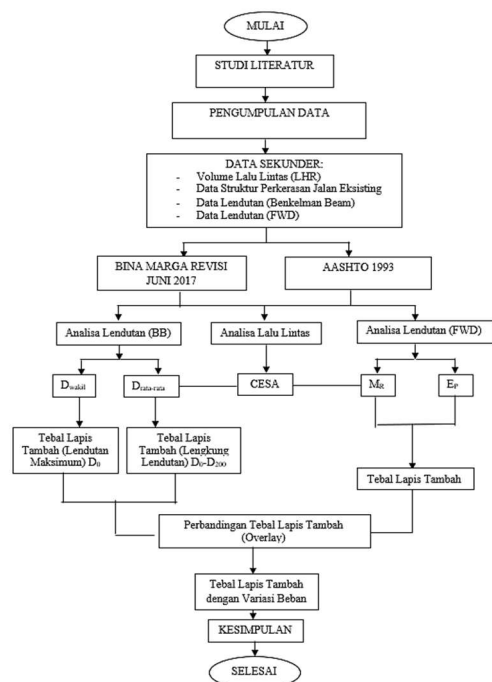 MULAI
STUDI LITERATUR
PENGUMPULAN DATA
DATA SEKUNDER:
- Volume Lalu Lintas (LHR)
- Data Struktur Perkerasan Jalan Eksisting
- Data Lendutan (Benkelman Beam)
- Data Lendutan (FWD)
BINA MARGA REVISI
JUNI 2017
AASHTO 1993
Analisa Lendutan (BB)
Analisa Lalu Lintas
Analisa Lendutan (FWD)
Dwakil
Drata-rata
CESA
MR
EP
Tebal Lapis
Tambah (Lendutan
Maksimum) D0
Tebal Lapis
Tambah (Lengkung
Lendutan) D0-D200
Tebal Lapis Tambah
Perbandingan Tebal Lapis Tambah
(Overlay)
Tebal Lapis Tambah
dengan Variasi Beban
KESIMPULAN
SELESAI